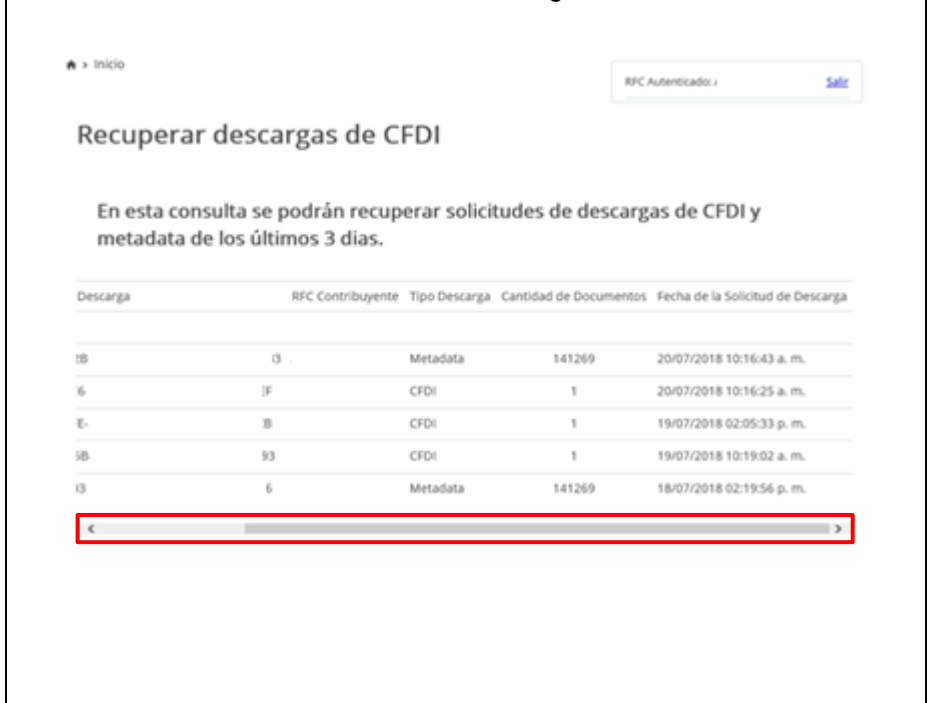 > Inicio
RFC Autenticado: Salir
Recuperar descargas de CFDI
En esta consulta se podrán recuperar solicitudes de descargas de CFDI y
metadata de los últimos 3 dias.
Descarga RFC Contribuyente Tipo Descarga Cantidad de Documentos Fecha de la Solicitud de Descarga
Metadata 141269 20/07/2018 10:16:43 a. m.
CFDI 1 20/07/2018 10:16:25 a. m.
CFDI 1 19/07/2018 02:05:33 p. m.
93 CFDI 1 19/07/2018 10:19:02 a. m.
6 Metadata 141269 18/07/2018 02:19:56 p. m.